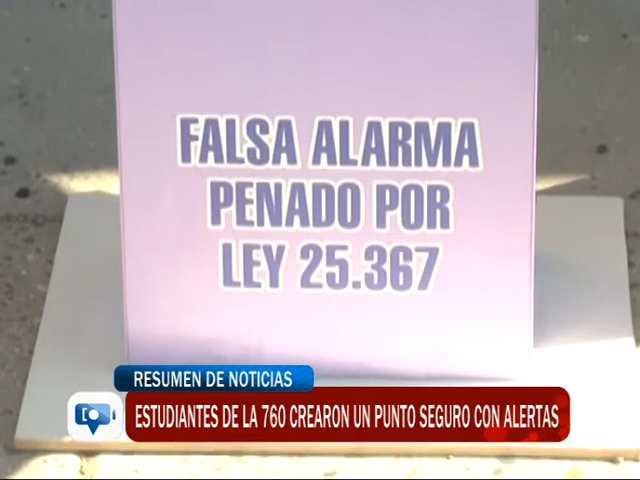 FALSA ALARMA
PENADO POR
LEY 25.367
RESUMEN DE NOTICIAS
ESTUDIANTES DE LA 760 CREARON UN PUNTO SEGURO CON ALERTAS